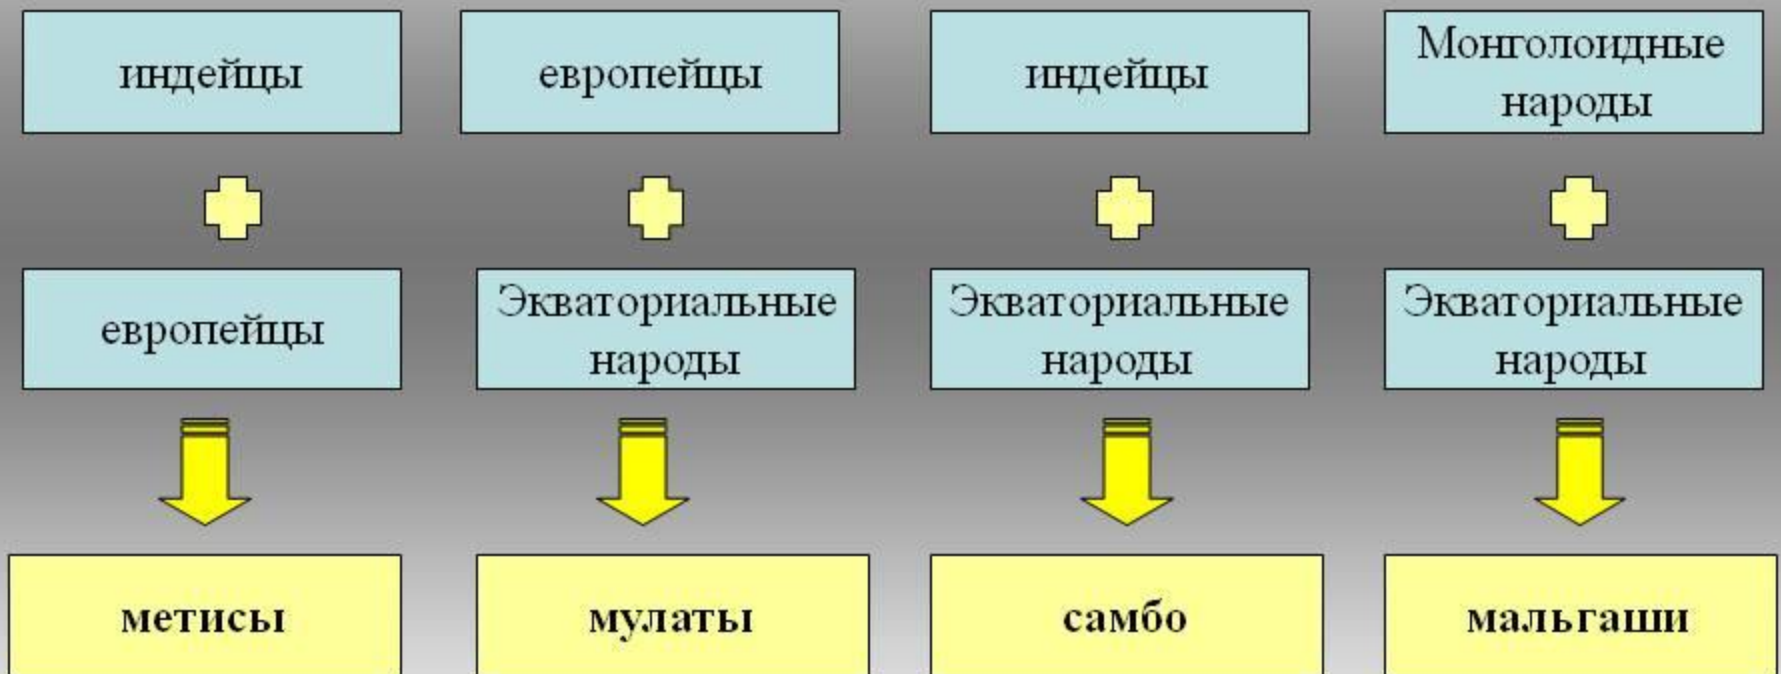 индейцы
европейцы
индейцы
Монголоидные
народы
европейцы
Экваториальные
народы
Экваториальные
народы
Экваториальные
народы
метисы
мулаты
самбо
мальгаши